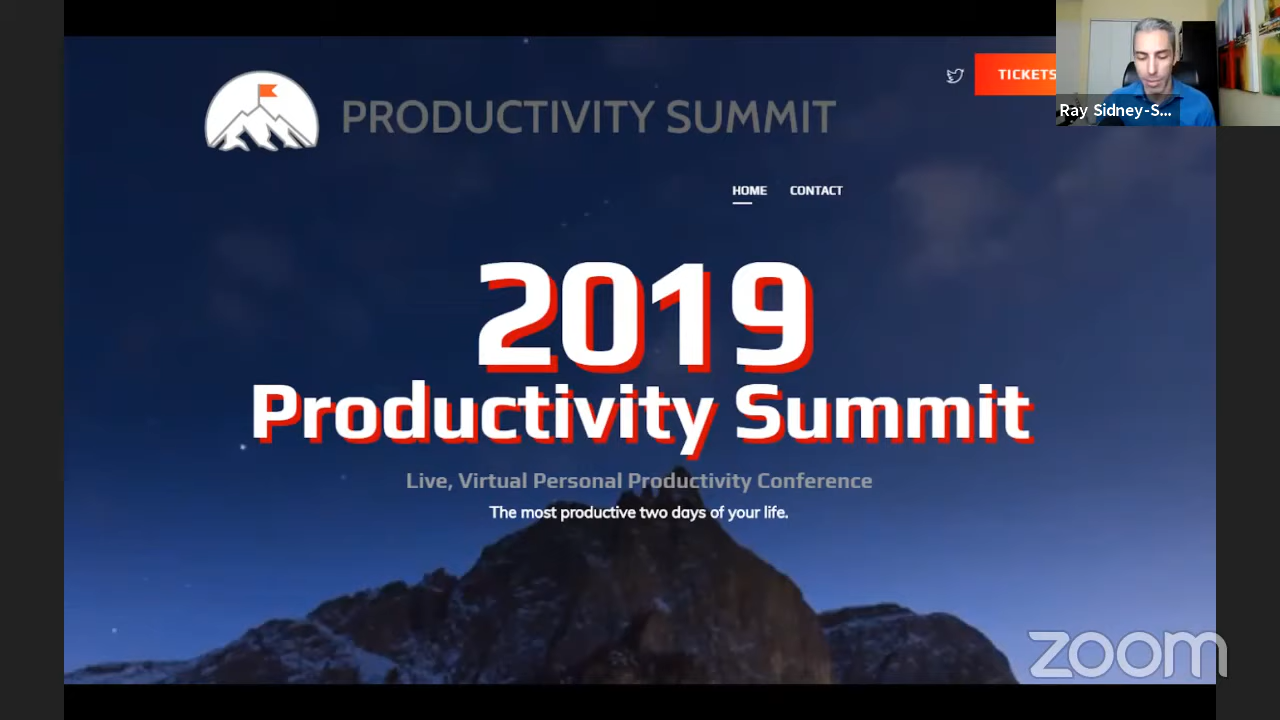 PRODUCTIVITY SUMMIT
TICKETS
Ray Sidney-S...
HOME CONTACT
2019
Productivity Summit
Live, Virtual Personal Productivity Conference
The most productive two days of your life.
zoom